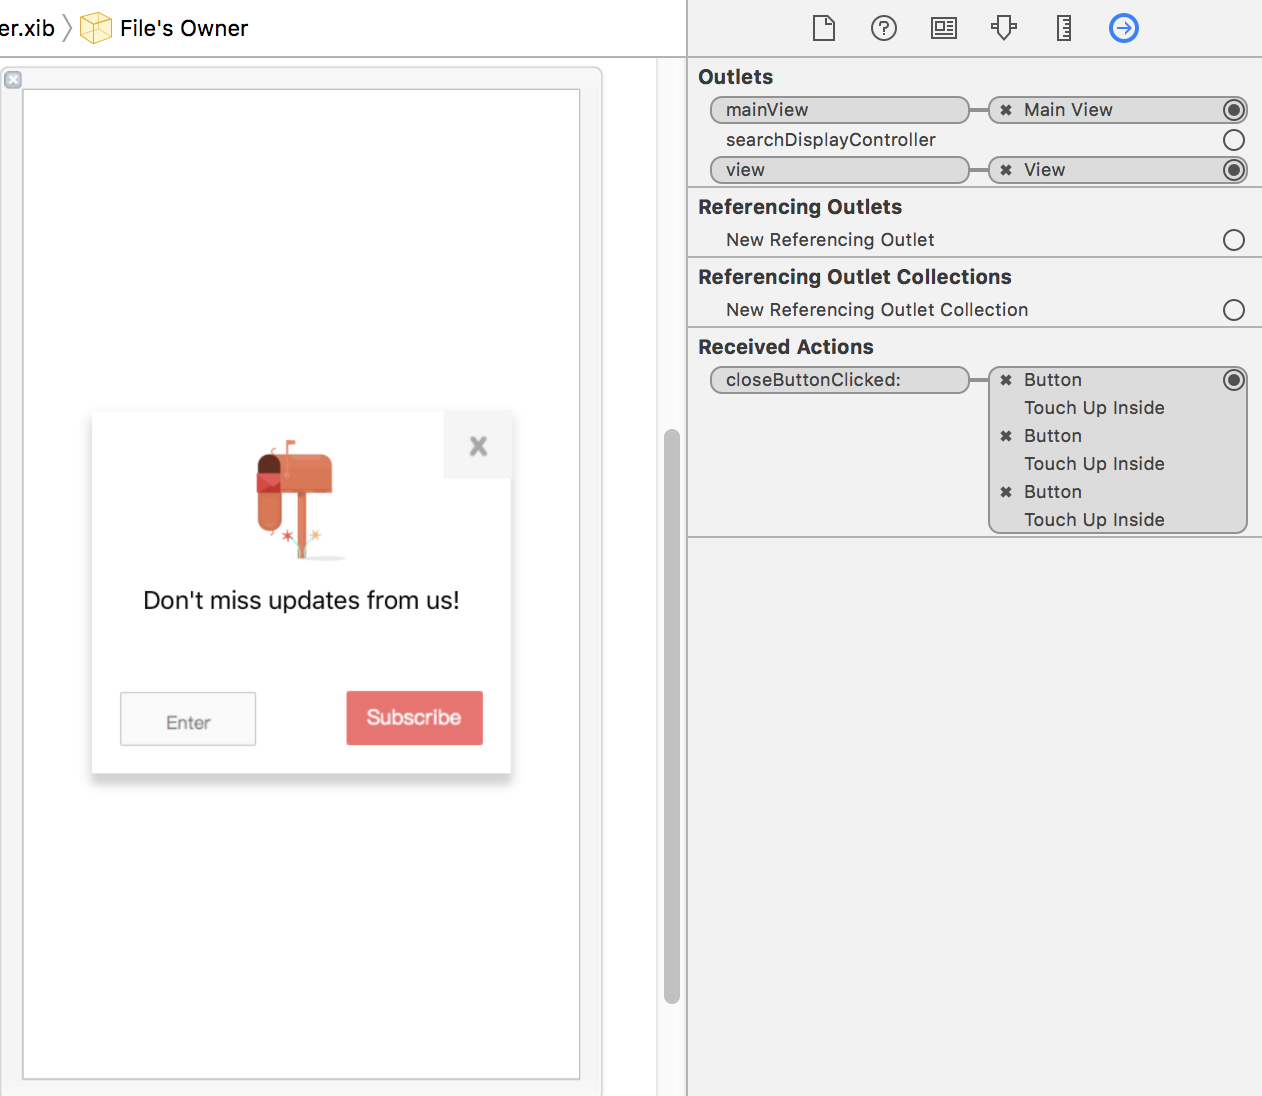 er.xib
File's Owner
Don't miss updates from us!
Enter
Subscribe
Outlets
mainView
Main View
searchDisplayController
view
View
Referencing Outlets
New Referencing Outlet
Referencing Outlet Collections
New Referencing Outlet Collection
Received Actions
closeButtonClicked:
Button
Touch Up Inside
Button
Touch Up Inside
Button
Touch Up Inside